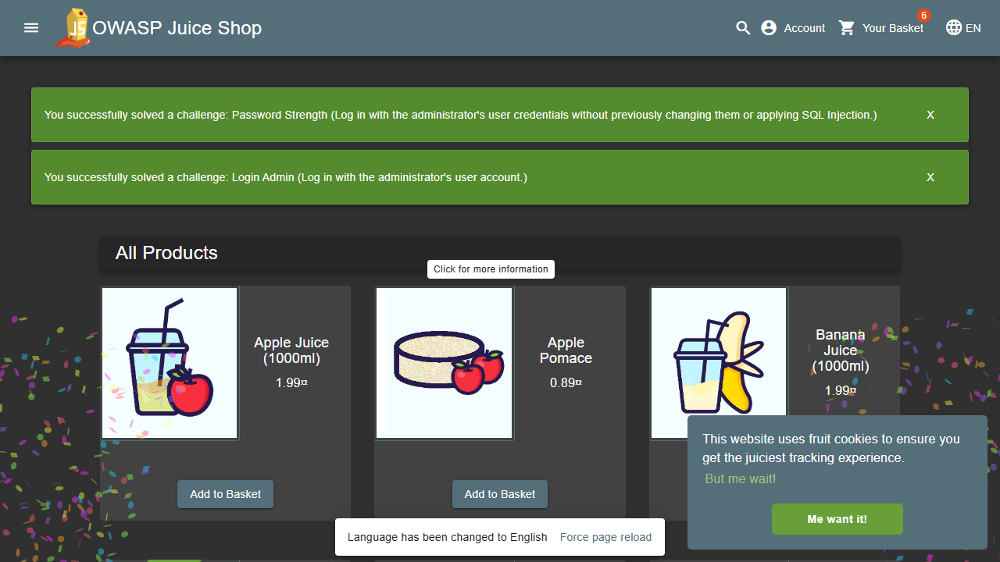 JS
OWASP Juice Shop
Account
6
Your Basket
EN
You successfully solved a challenge: Password Strength (Log in with the administrator's user credentials without previously changing them or applying SQL Injection.)
X
You successfully solved a challenge: Login Admin (Log in with the administrator's user account.)
X
All Products
Click for more information
Apple Juice
(1000ml)
1.99¤
Add to Basket
Apple
Pomace
0.89¤
Add to Basket
Banana
Juice
(1000ml)
1.99¤
This website uses fruit cookies to ensure you
get the juiciest tracking experience.
But me wait!
Me want it!
Language has been changed to English
Force page reload